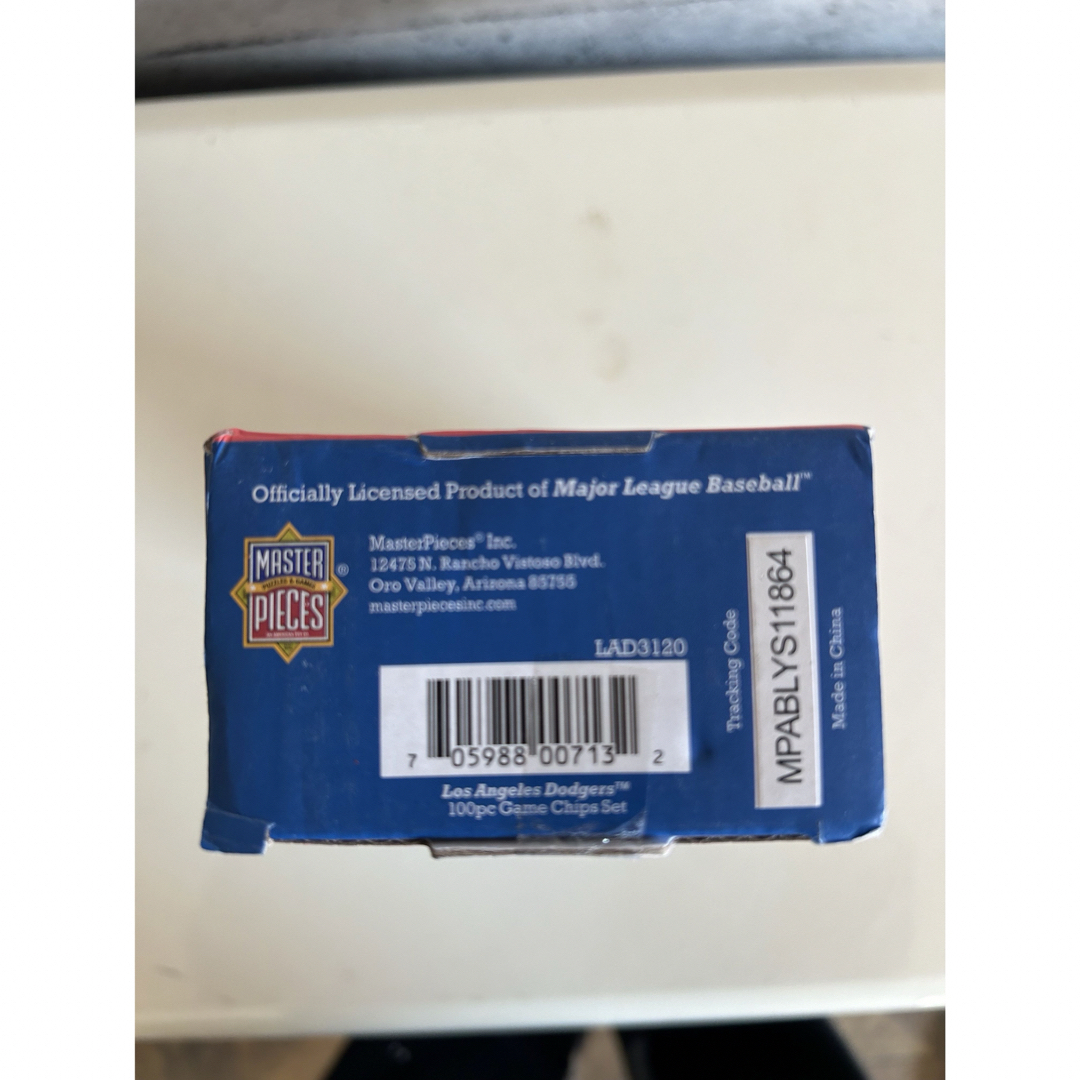 Officially Licensed Product of Major League Baseball™
MASTER
PUZZLES & GAMES
PIECES
®
MasterPieces® Inc.
12475 N. Rancho Vistoso Blvd.
Oro Valley, Arizona 85755
masterpiecesinc.com
LAD3120
7 05988 00713 2
Los Angeles Dodgers™
100pc Game Chips Set
Tracking Code
MPABLYS11864
Made in China